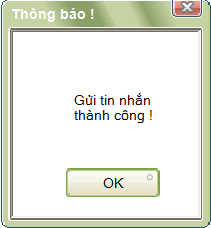 Thông báo !
Gửi tin nhắn
thành công !
OK